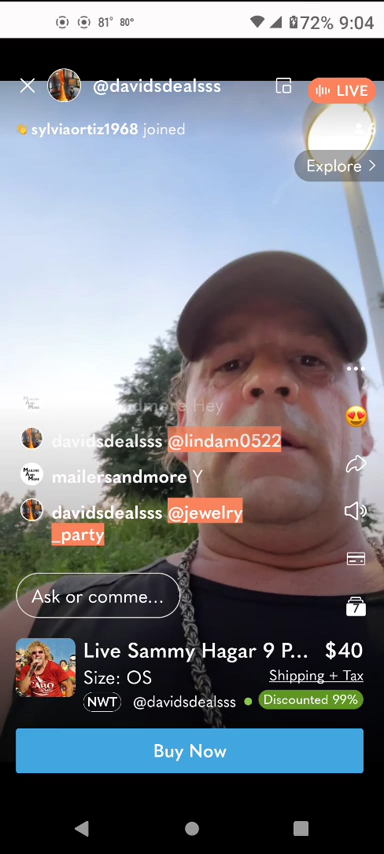 81° 80° 72% 9:04
@davidsdealsss
LIVE
sylviaortiz1968 joined
Explore
Hey
davidsdealsss @lindam0522
mailersandmore Y
davidsdealsss @jewelry
_party
7
Ask or comme...
Live Sammy Hagar 9 P... $40
Size: OS Shipping + Tax
NWT @davidsdealsss Discounted 99%
Buy Now